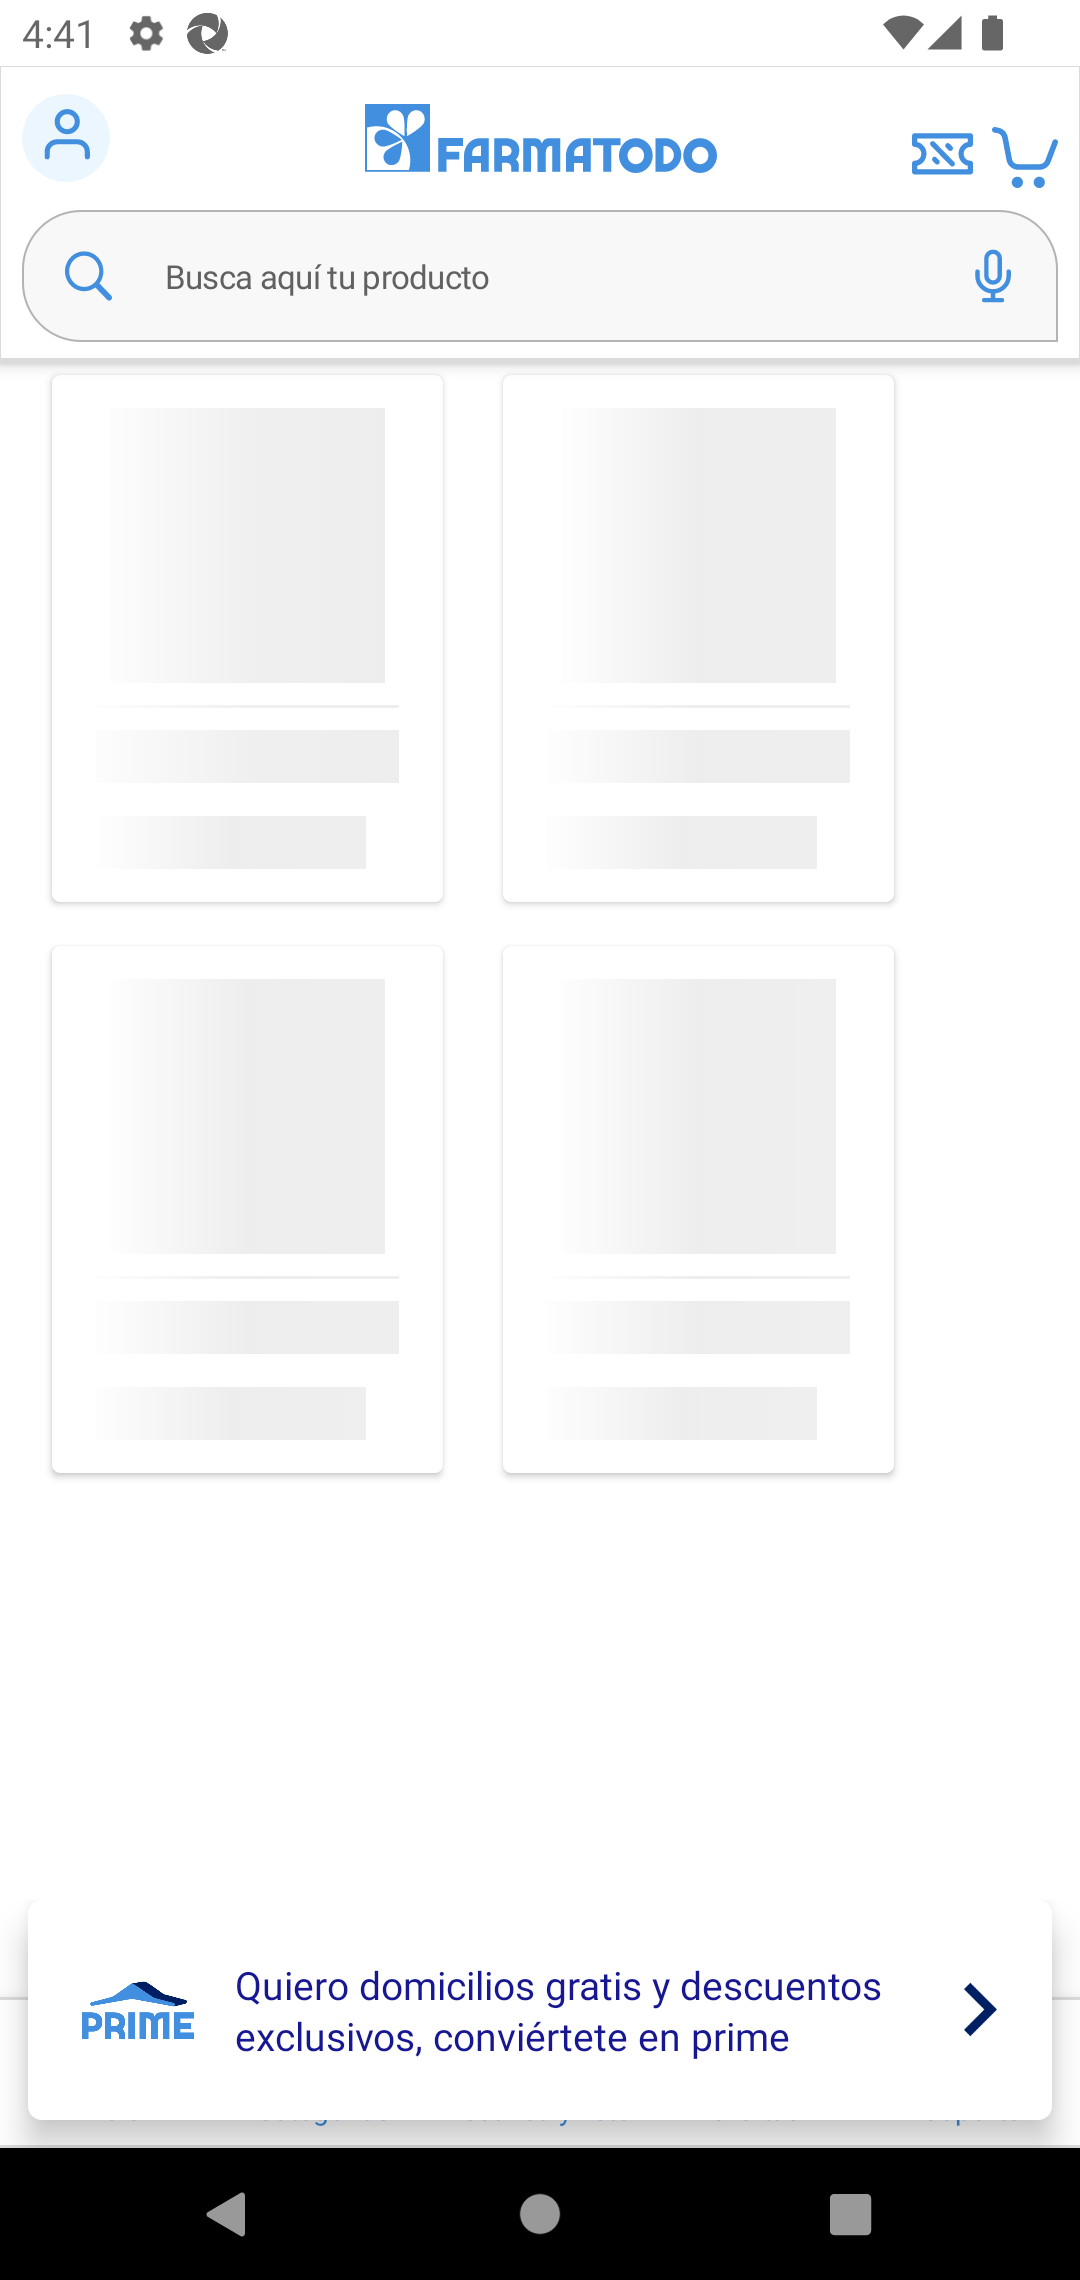 4:41
FARMATODO
Busca aquí tu producto
PRIME
Quiero domicilios gratis y descuentos
exclusivos, conviértete en prime